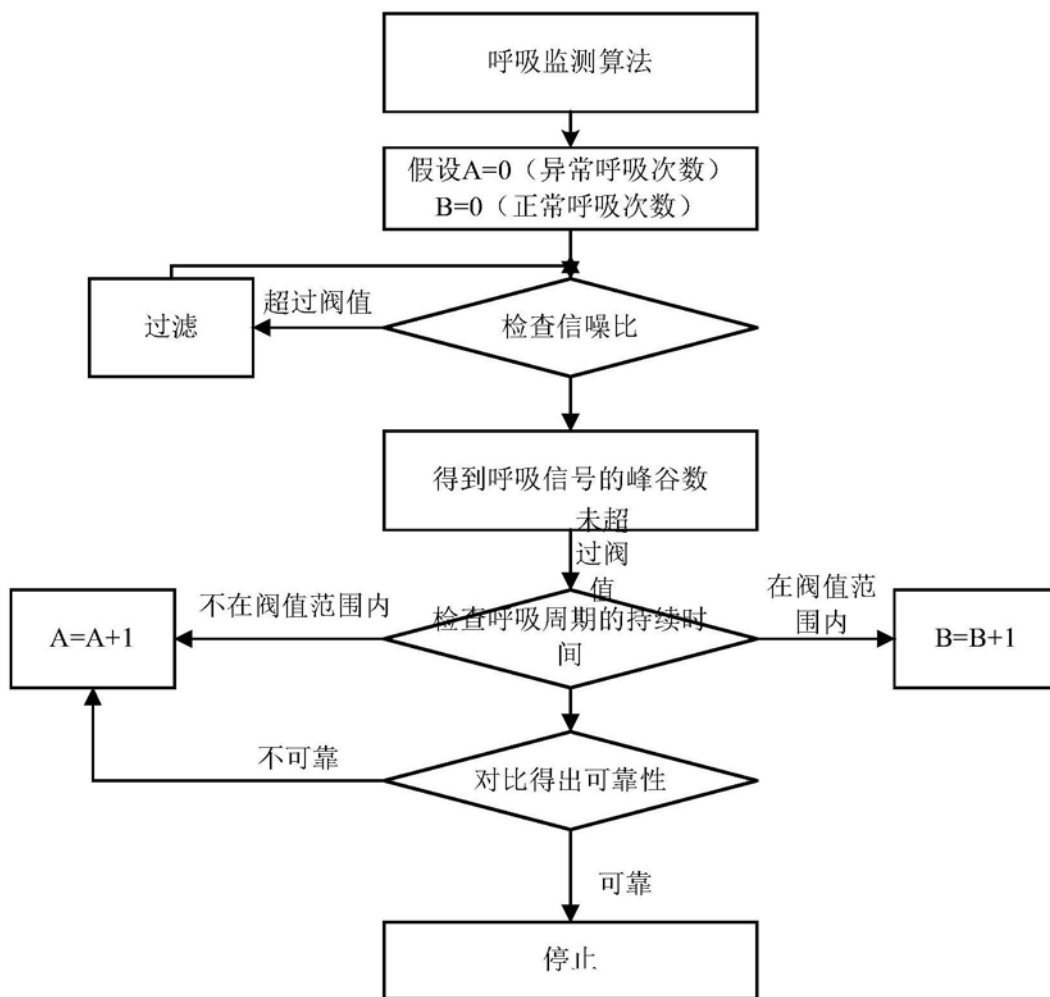 呼吸监测算法
假设A=0（异常呼吸次数）
B=0（正常呼吸次数）
超过阀值
过滤
检查信噪比
得到呼吸信号的峰谷数
未超
过阀
值
不在阀值范围内
在阀值范
围内
A=A+1
检查呼吸周期的持续时
间
B=B+1
不可靠
对比得出可靠性
可靠
停止